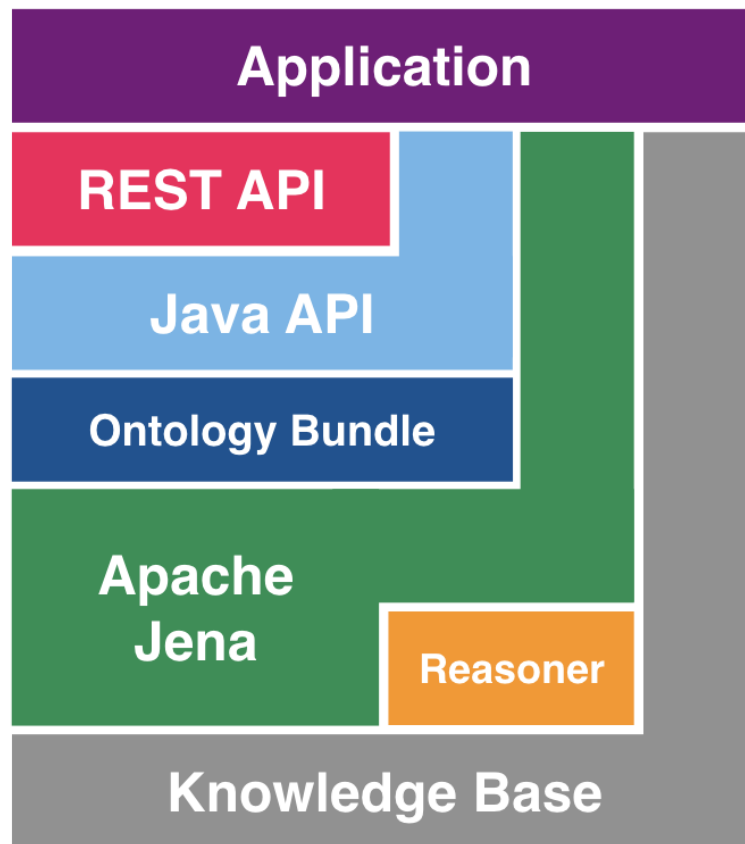 Application
REST API
Java API
Ontology Bundle
Apache
Jena
Reasoner
Knowledge Base